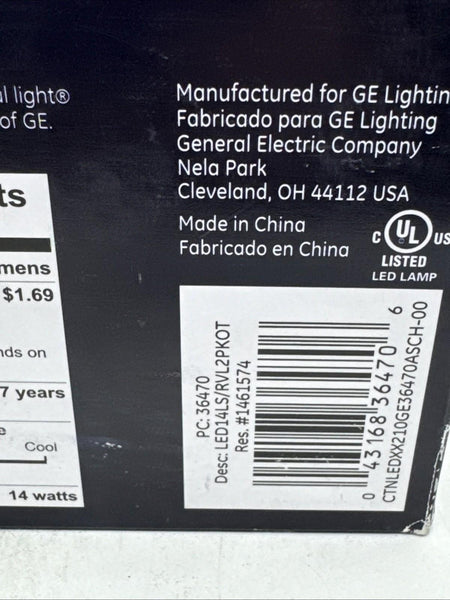 al light®
of GE.
Manufactured for GE Lightin
Fabricado para GE Lighting
General Electric Company
Nela Park
Cleveland, OH 44112 USA
Made in China
Fabricado en China
C UL US
LISTED
LED LAMP
ts
mens
$1.69
nds on
7 years
e
Cool
14 watts
PC: 36470
Desc: LED14LS/RVL2PKOT
Res. #1461574
0 43168 36470 6
CTNLEDXX210GE36470ASCH-00